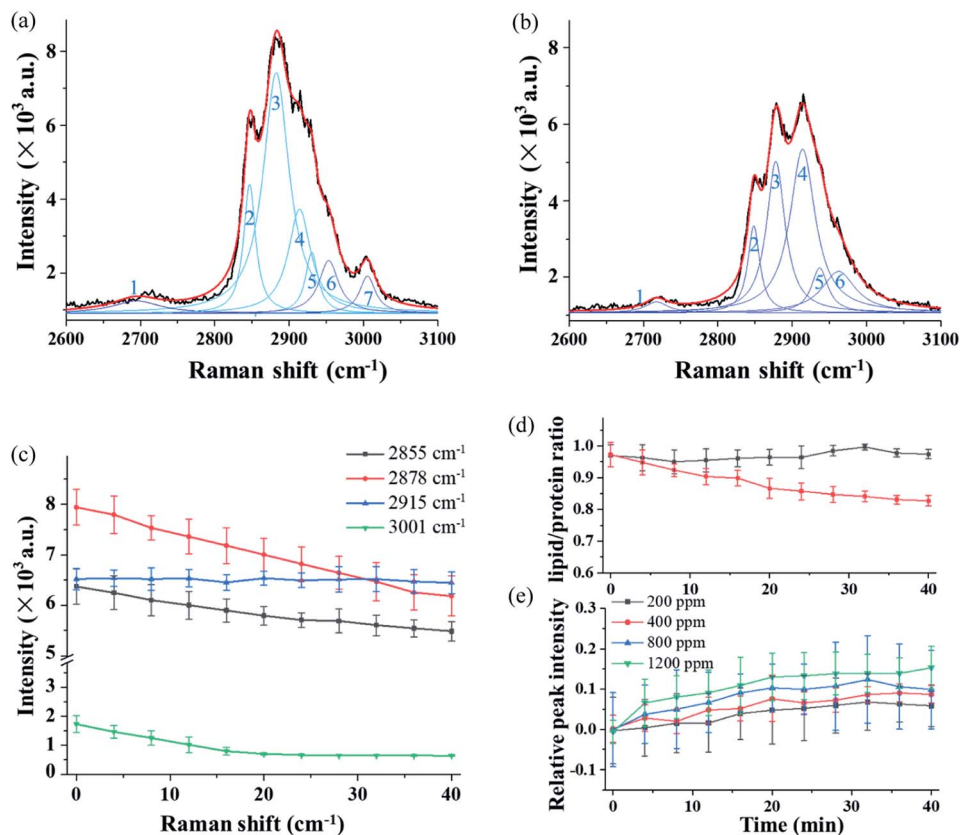 (a)
8
6
4
2
Intensity (× 10³ a.u.)
1
2
3
4
5
6
7
2600 2700 2800 2900 3000 3100
Raman shift (cm⁻¹)
(b)
8
6
4
2
Intensity (× 10³ a.u.)
1
2
3
4
5
6
2600 2700 2800 2900 3000 3100
Raman shift (cm⁻¹)
(c)
2855 cm⁻¹
2878 cm⁻¹
2915 cm⁻¹
3001 cm⁻¹
8
7
6
5
3
2
1
0
Intensity (× 10³ a.u.)
0 10 20 30 40
Raman shift (cm⁻¹)
(d)
1.0
0.9
0.8
0.6
lipid/protein ratio
0 10 20 30 40
(e)
200 ppm
400 ppm
800 ppm
1200 ppm
0.3
0.2
0.1
0.0
-0.1
Relative peak intensity
0 10 20 30 40
Time (min)